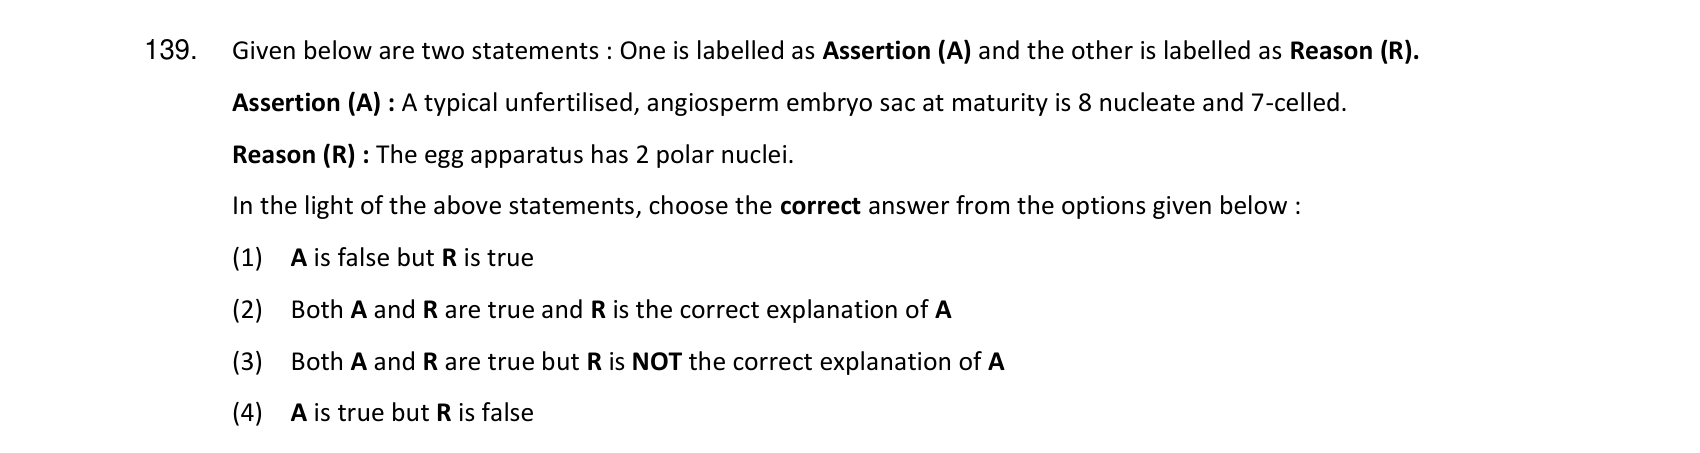 139. Given below are two statements : One is labelled as Assertion (A) and the other is labelled as Reason (R).
Assertion (A) : A typical unfertilised, angiosperm embryo sac at maturity is 8 nucleate and 7-celled.
Reason (R) : The egg apparatus has 2 polar nuclei.
In the light of the above statements, choose the correct answer from the options given below :
(1) A is false but R is true
(2) Both A and R are true and R is the correct explanation of A
(3) Both A and R are true but R is NOT the correct explanation of A
(4) A is true but R is false